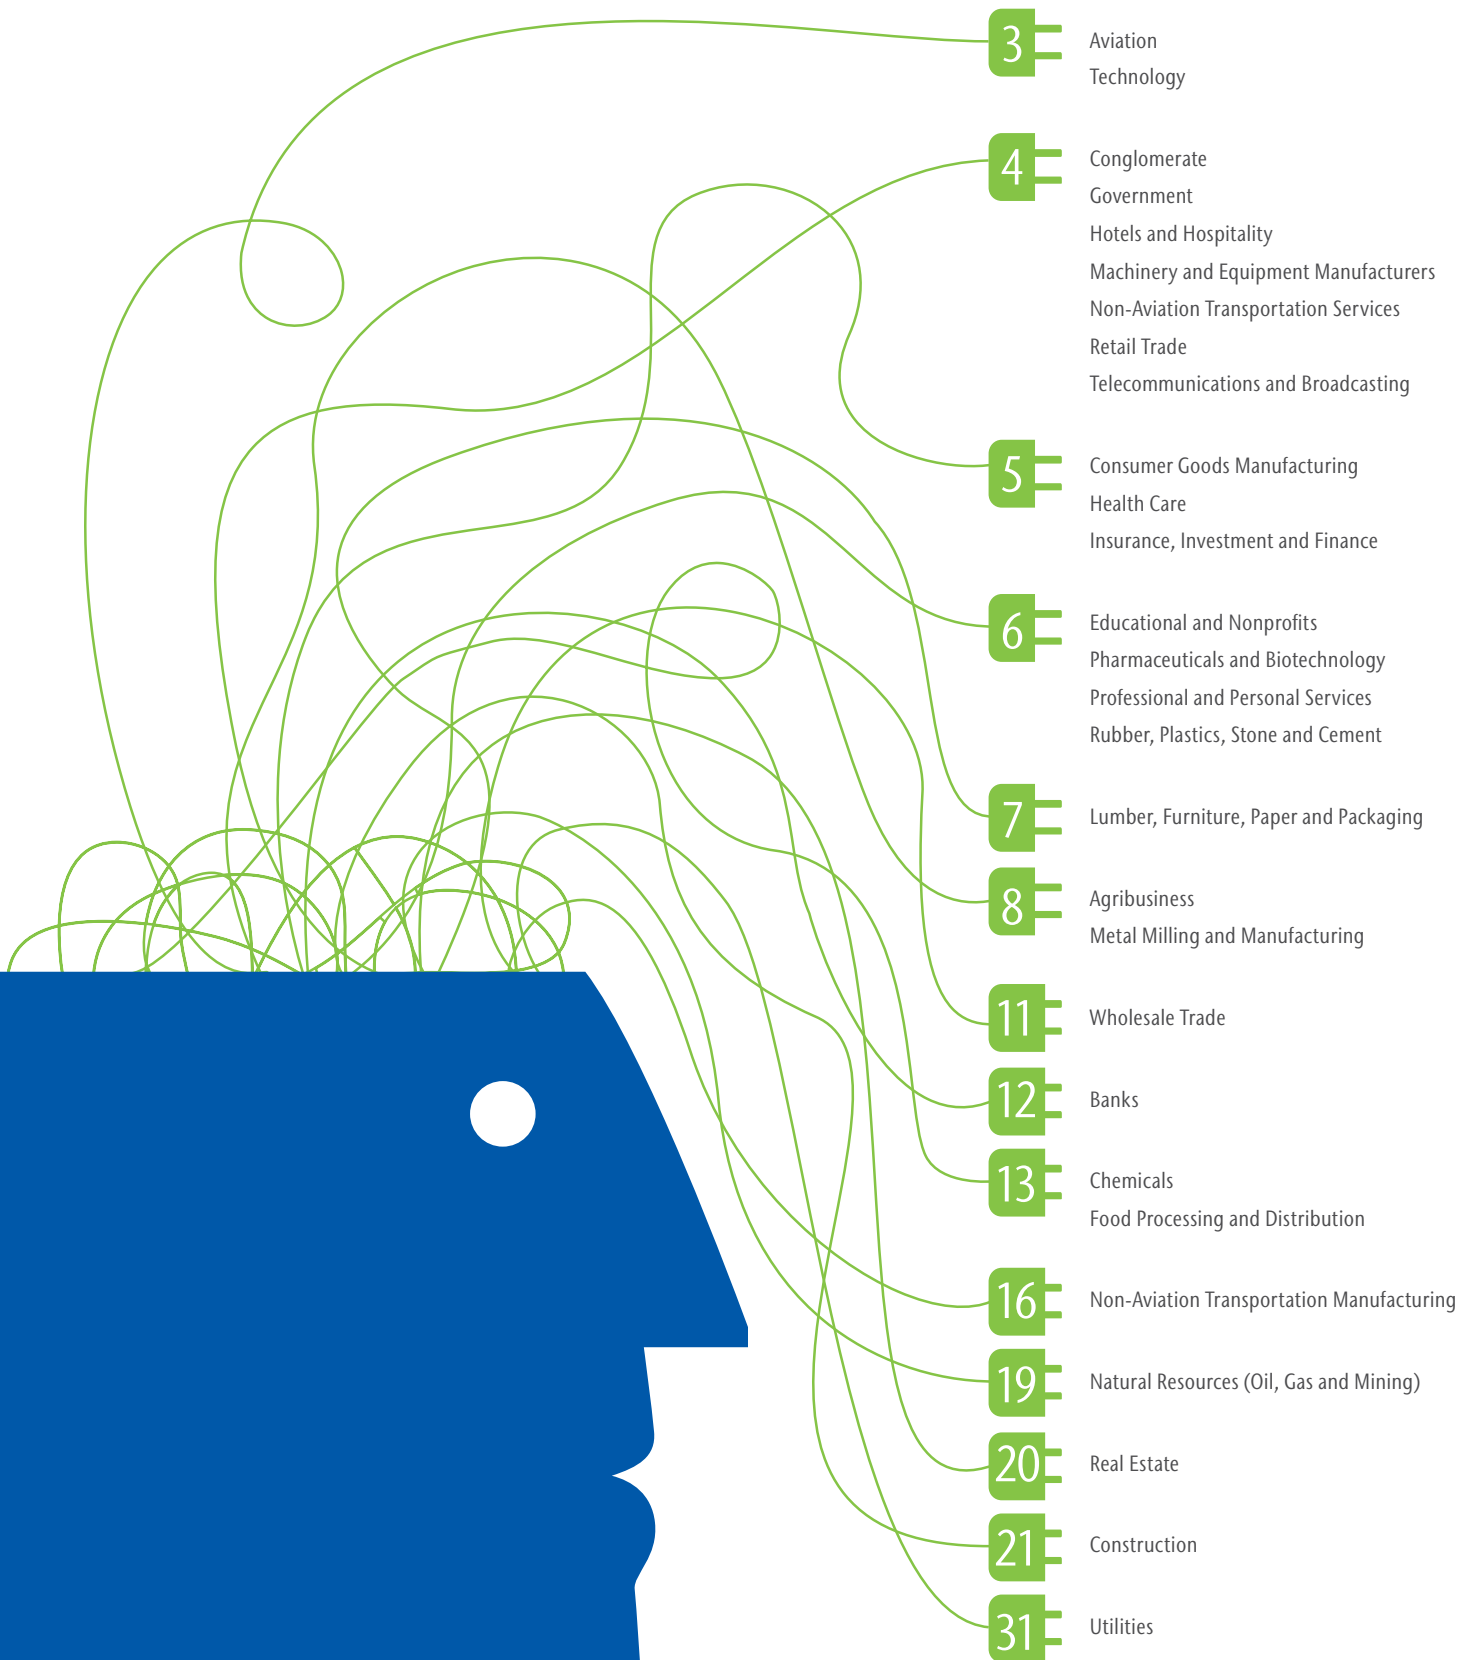 3
Aviation
Technology
4
Conglomerate
Government
Hotels and Hospitality
Machinery and Equipment Manufacturers
Non-Aviation Transportation Services
Retail Trade
Telecommunications and Broadcasting
5
Consumer Goods Manufacturing
Health Care
Insurance, Investment and Finance
6
Educational and Nonprofits
Pharmaceuticals and Biotechnology
Professional and Personal Services
Rubber, Plastics, Stone and Cement
7
Lumber, Furniture, Paper and Packaging
8
Agribusiness
Metal Milling and Manufacturing
11
Wholesale Trade
12
Banks
13
Chemicals
Food Processing and Distribution
16
Non-Aviation Transportation Manufacturing
19
Natural Resources (Oil, Gas and Mining)
20
Real Estate
21
Construction
31
Utilities